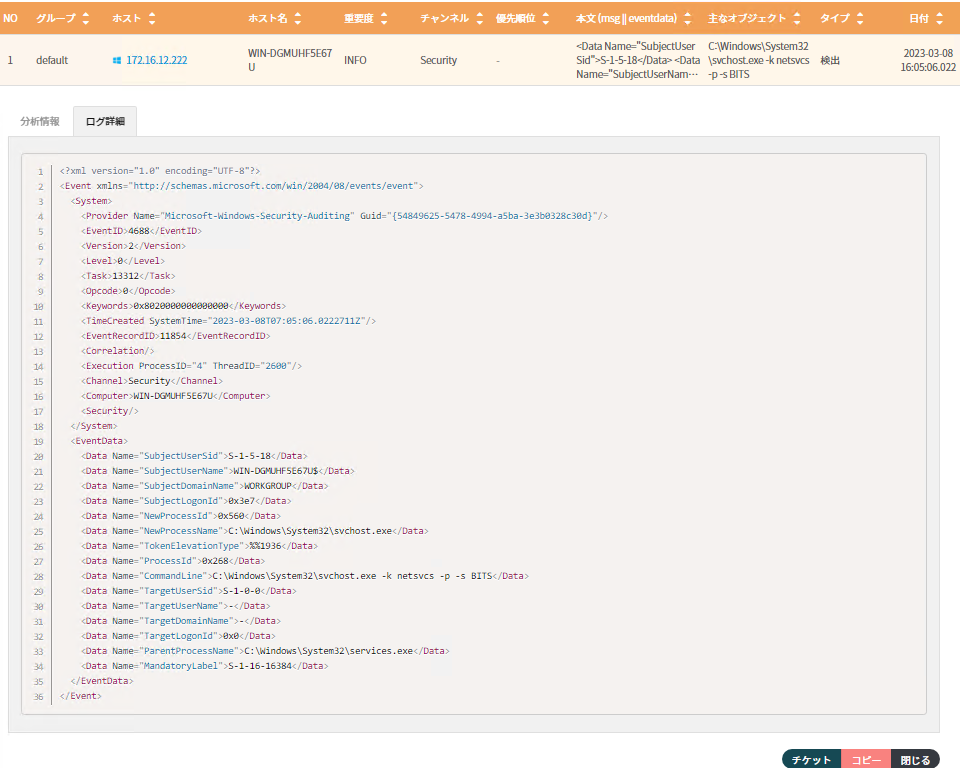 NO グループ ホスト ホスト名 重要度 チャンネル 優先順位 本文 (msg || eventdata) 主なオブジェクト タイプ 日付
1 default 172.16.12.222 WIN-DGMUHF5E67U INFO Security - <Data Name="SubjectUserSid">S-1-5-18</Data> <Data Name="SubjectUserNam⋯ C:\Windows\System32\svchost.exe -k netsvcs -p -s BITS 検出 2023-03-08 16:05:06.022
分析情報 ログ詳細
1 <?xml version="1.0" encoding="UTF-8"?>
2 <Event xmlns="http://schemas.microsoft.com/win/2004/08/events/event">
3 <System>
4 <Provider Name="Microsoft-Windows-Security-Auditing" Guid="{54849625-5478-4994-a5ba-3e3b0328c30d}"/>
5 <EventID>4688</EventID>
6 <Version>2</Version>
7 <Level>0</Level>
8 <Task>13312</Task>
9 <Opcode>0</Opcode>
10 <Keywords>0x8020000000000000</Keywords>
11 <TimeCreated SystemTime="2023-03-08T07:05:06.0222711Z"/>
12 <EventRecordID>11854</EventRecordID>
13 <Correlation/>
14 <Execution ProcessID="4" ThreadID="2600"/>
15 <Channel>Security</Channel>
16 <Computer>WIN-DGMUHF5E67U</Computer>
17 <Security/>
18 </System>
19 <EventData>
20 <Data Name="SubjectUserSid">S-1-5-18</Data>
21 <Data Name="SubjectUserName">WIN-DGMUHF5E67U$</Data>
22 <Data Name="SubjectDomainName">WORKGROUP</Data>
23 <Data Name="SubjectLogonId">0x3e7</Data>
24 <Data Name="NewProcessId">0x560</Data>
25 <Data Name="NewProcessName">C:\Windows\System32\svchost.exe</Data>
26 <Data Name="TokenElevationType">%%1936</Data>
27 <Data Name="ProcessId">0x268</Data>
28 <Data Name="CommandLine">C:\Windows\System32\svchost.exe -k netsvcs -p -s BITS</Data>
29 <Data Name="TargetUserSid">S-1-0-0</Data>
30 <Data Name="TargetUserName">-</Data>
31 <Data Name="TargetDomainName">-</Data>
32 <Data Name="TargetLogonId">0x0</Data>
33 <Data Name="ParentProcessName">C:\Windows\System32\services.exe</Data>
34 <Data Name="MandatoryLabel">S-1-16-16384</Data>
35 </EventData>
36 </Event>
チケット コピー 閉じる